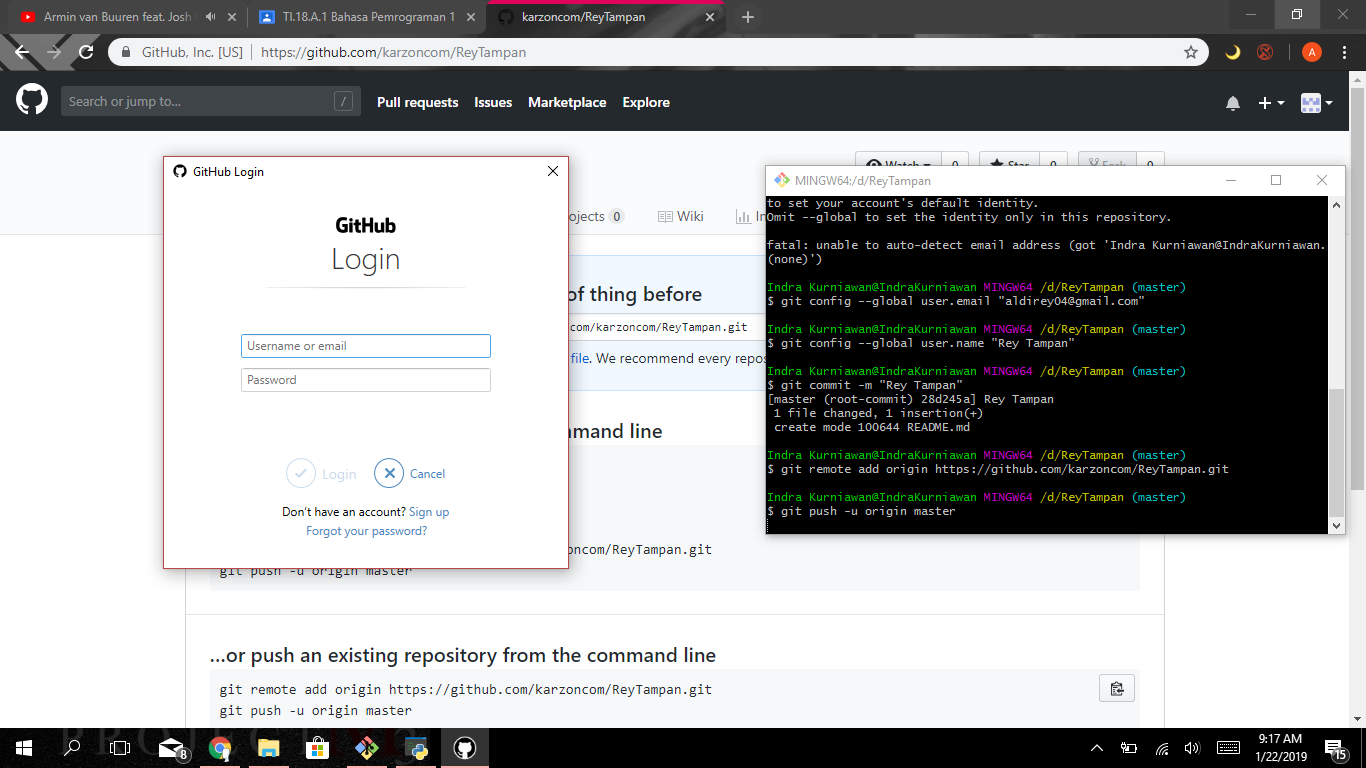 Armin van Buuren feat. Josh
TI.18.A.1 Bahasa Pemrograman 1
karzoncom/ReyTampan
GitHub, Inc. [US]
https://github.com/karzoncom/ReyTampan
A
Search or jump to...
/
Pull requests
Issues
Marketplace
Explore
Watch
0
Star
0
Fork
0
ojects 0
Wiki
In
GitHub Login
GitHub
Login
Username or email
Password
Login
Cancel
Don't have an account? Sign up
Forgot your password?
of thing before
com/karzoncom/ReyTampan.git
file. We recommend every repos
mmand line
oncom/ReyTampan.git
git push -u origin master
…or push an existing repository from the command line
git remote add origin https://github.com/karzoncom/ReyTampan.git
git push -u origin master
MINGW64:/d/ReyTampan
to set your account's default identity.
Omit --global to set the identity only in this repository.
fatal: unable to auto-detect email address (got 'Indra Kurniawan@IndraKurniawan.
(none)')
Indra Kurniawan@IndraKurniawan MINGW64 /d/ReyTampan (master)
$ git config --global user.email "aldirey04@gmail.com"
Indra Kurniawan@IndraKurniawan MINGW64 /d/ReyTampan (master)
$ git config --global user.name "Rey Tampan"
Indra Kurniawan@IndraKurniawan MINGW64 /d/ReyTampan (master)
$ git commit -m "Rey Tampan"
[master (root-commit) 28d245a] Rey Tampan
1 file changed, 1 insertion(+)
create mode 100644 README.md
Indra Kurniawan@IndraKurniawan MINGW64 /d/ReyTampan (master)
$ git remote add origin https://github.com/karzoncom/ReyTampan.git
Indra Kurniawan@IndraKurniawan MINGW64 /d/ReyTampan (master)
$ git push -u origin master
8
9:17 AM
1/22/2019
15